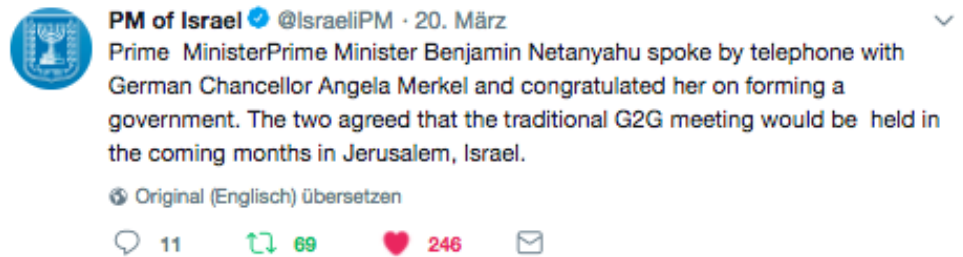 PM of Israel @IsraeliPM · 20. März
Prime MinisterPrime Minister Benjamin Netanyahu spoke by telephone with
German Chancellor Angela Merkel and congratulated her on forming a
government. The two agreed that the traditional G2G meeting would be held in
the coming months in Jerusalem, Israel.
Original (Englisch) übersetzen
11 69 246